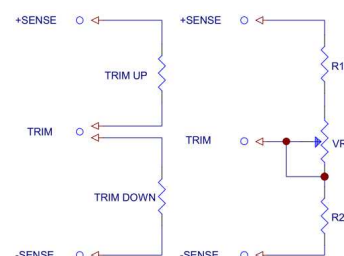 +SENSE
TRIM UP
TRIM
TRIM DOWN
-SENSE
+SENSE
R1
TRIM
VR
R2
-SENSE